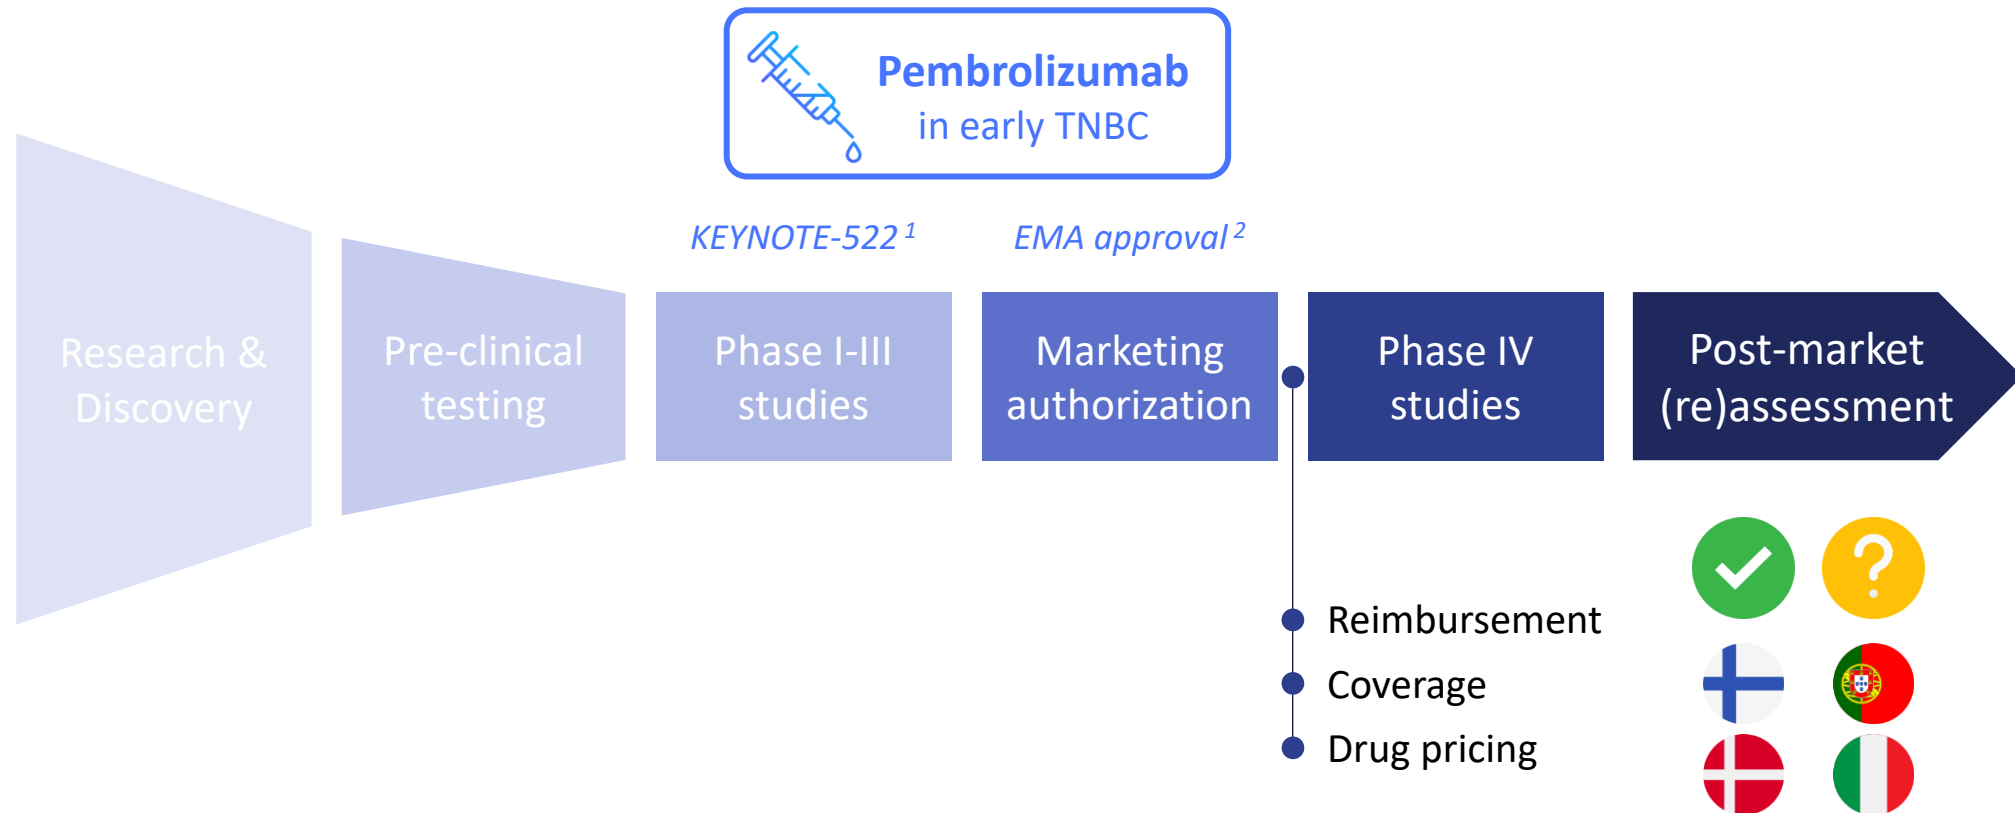 Pembrolizumab
in early TNBC
KEYNOTE-522 1
EMA approval 2
Research &
Discovery
Pre-clinical
testing
Phase I-III
studies
Marketing
authorization
Phase IV
studies
Post-market
(re)assessment
Reimbursement
Coverage
Drug pricing